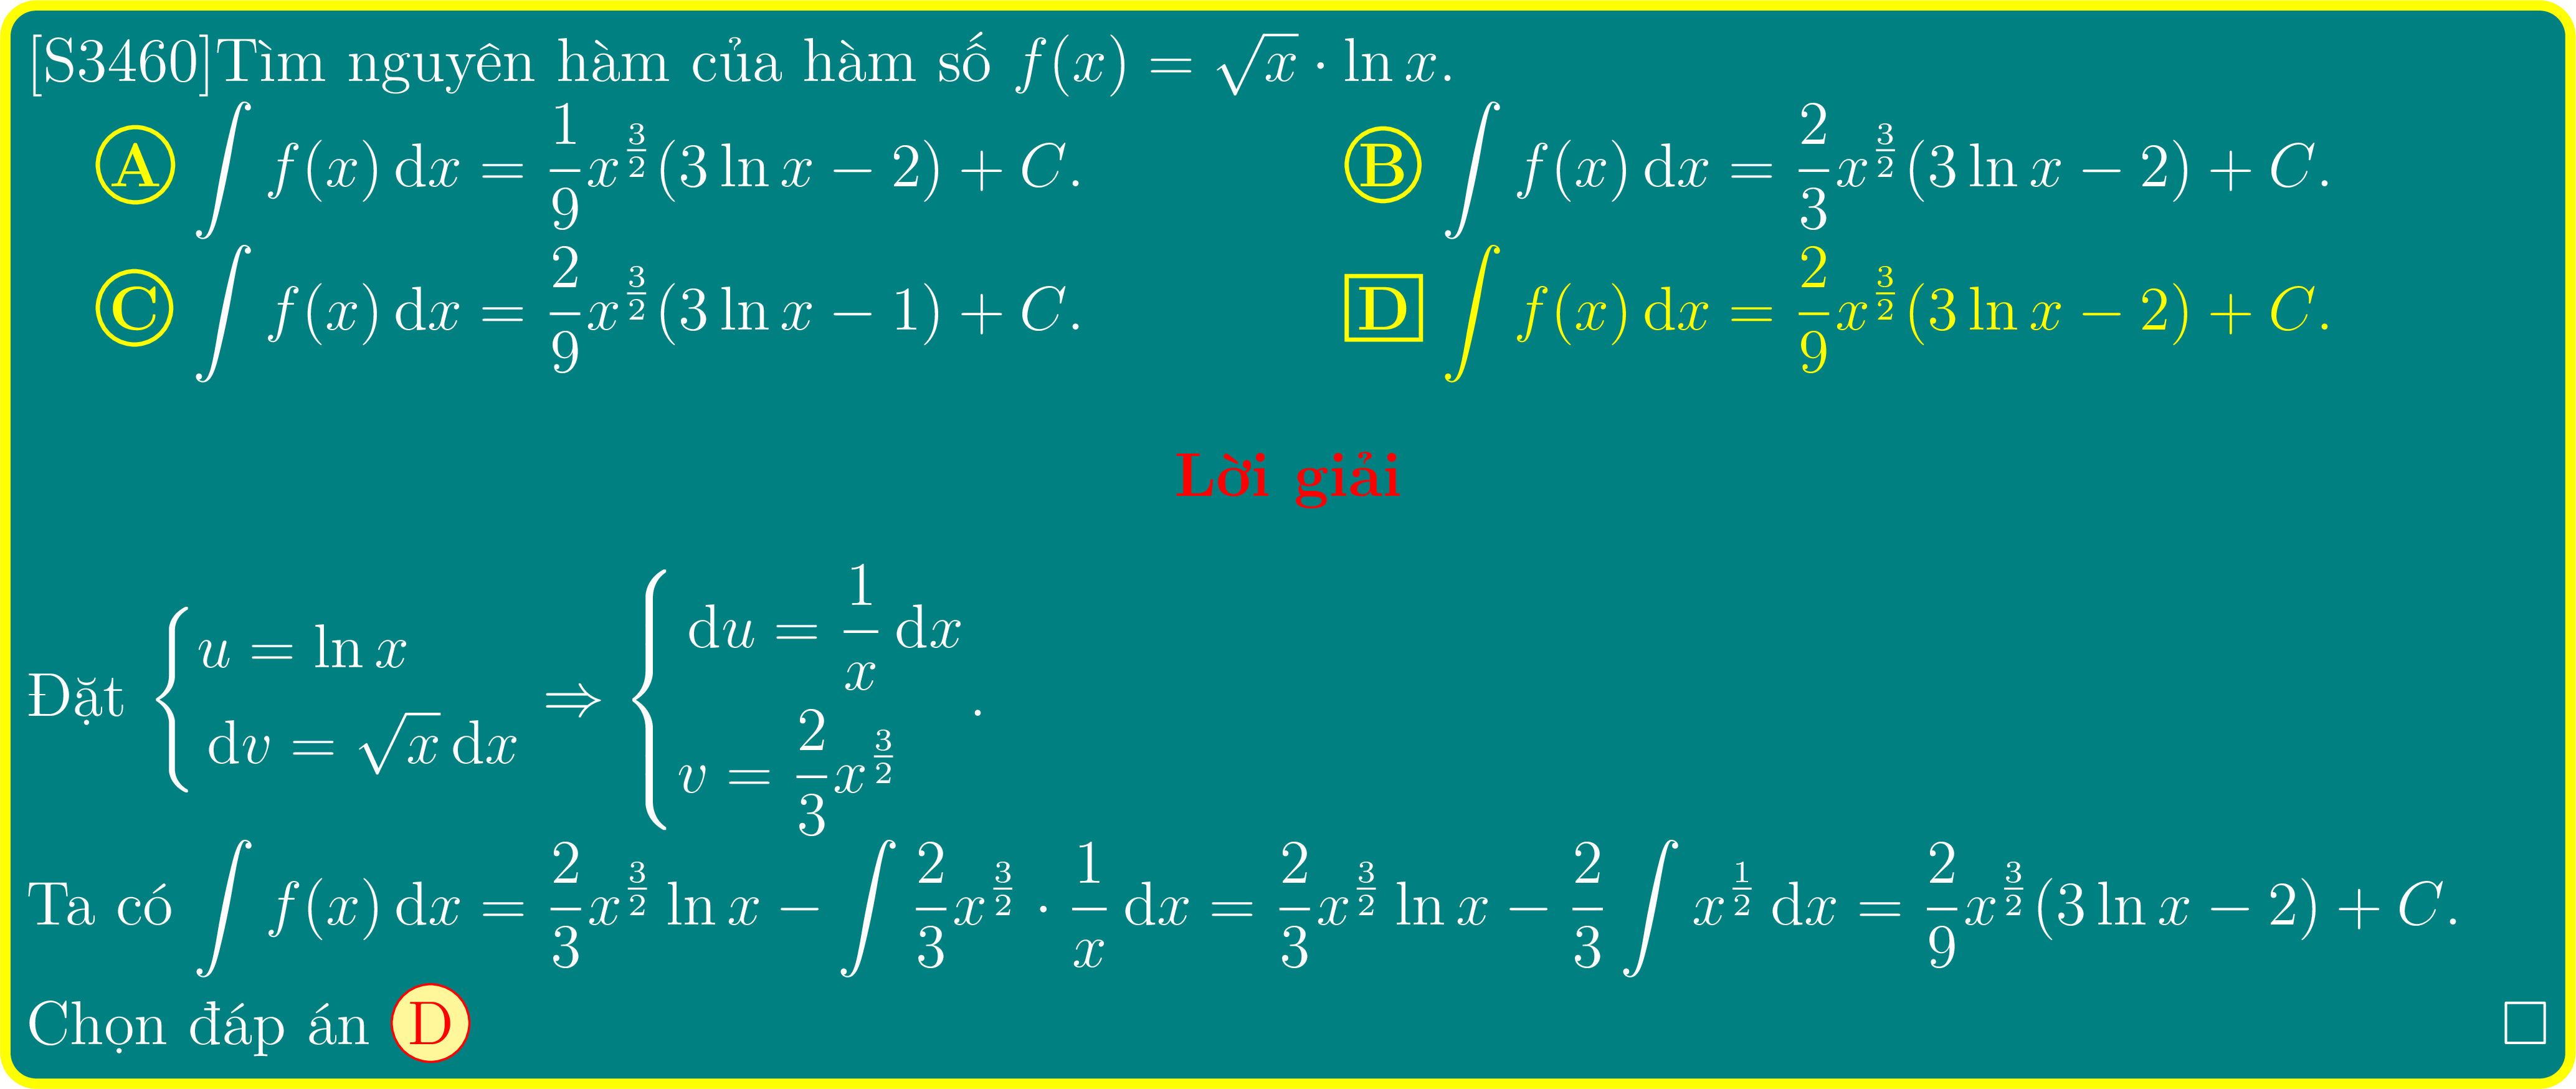 [S3460]Tìm nguyên hàm của hàm số $f(x) = \sqrt{x} \cdot \ln x$.
Ⓐ $\int f(x)\,\mathrm{d}x = \frac{1}{9}x^{\frac{3}{2}}(3\ln x - 2) + C.$ Ⓑ $\int f(x)\,\mathrm{d}x = \frac{2}{3}x^{\frac{3}{2}}(3\ln x - 2) + C.$
Ⓒ $\int f(x)\,\mathrm{d}x = \frac{2}{9}x^{\frac{3}{2}}(3\ln x - 1) + C.$ D $\int f(x)\,\mathrm{d}x = \frac{2}{9}x^{\frac{3}{2}}(3\ln x - 2) + C.$
Lời giải
Đặt $\begin{cases} u = \ln x \\ \mathrm{d}v = \sqrt{x}\,\mathrm{d}x \end{cases} \Rightarrow \begin{cases} \mathrm{d}u = \frac{1}{x}\,\mathrm{d}x \\ v = \frac{2}{3}x^{\frac{3}{2}} \end{cases}.$
Ta có $\int f(x)\,\mathrm{d}x = \frac{2}{3}x^{\frac{3}{2}}\ln x - \int \frac{2}{3}x^{\frac{3}{2}} \cdot \frac{1}{x}\,\mathrm{d}x = \frac{2}{3}x^{\frac{3}{2}}\ln x - \frac{2}{3}\int x^{\frac{1}{2}}\,\mathrm{d}x = \frac{2}{9}x^{\frac{3}{2}}(3\ln x - 2) + C.$
Chọn đáp án Ⓓ □